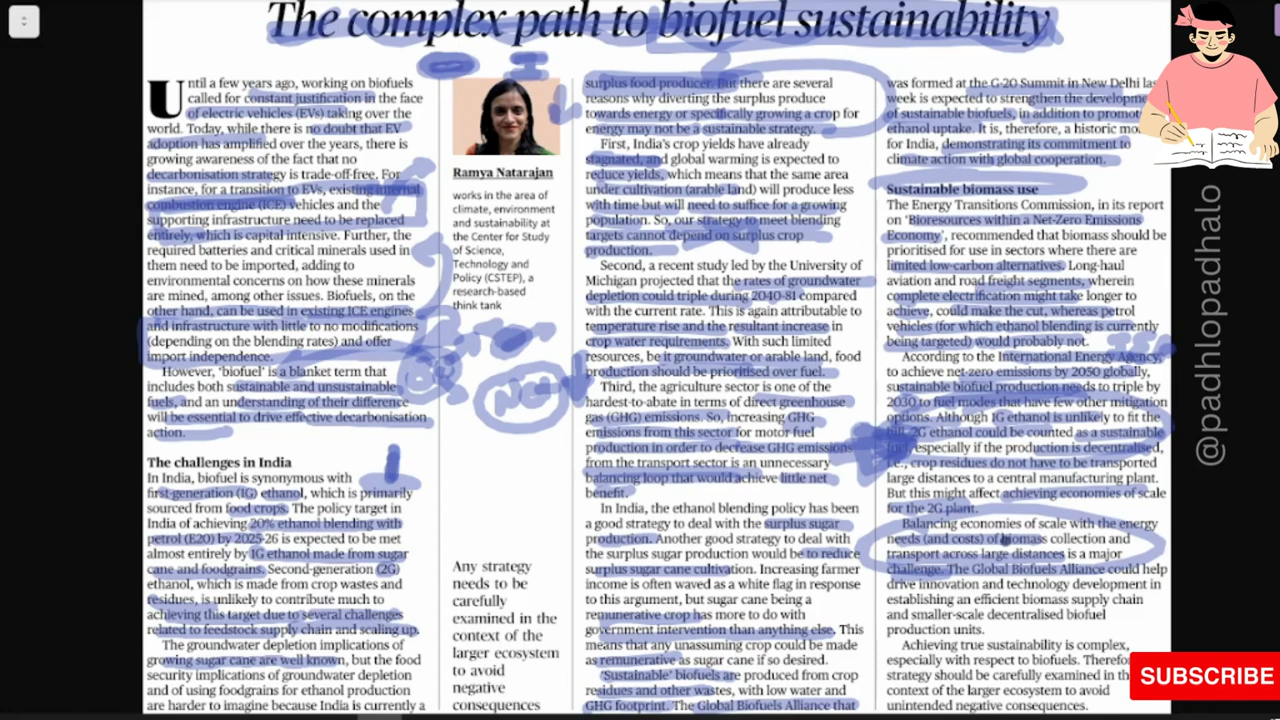 The complex path to biofuel sustainability
Until a few years ago, working on biofuels
called for constant justification in the face
of electric vehicles (EVs) taking over the
world. Today, while there is no doubt that EV
adoption has amplified over the years, there is
growing awareness of the fact that no
decarbonisation strategy is trade-off-free. For
instance, for a transition to EVs, existing internal
combustion engine (ICE) vehicles and the
supporting infrastructure need to be replaced
entirely, which is capital intensive. Further, the
required batteries and critical minerals used in
them need to be imported, adding to
environmental concerns on how these minerals
are mined, among other issues. Biofuels, on the
other hand, can be used in existing ICE engines
and infrastructure with little to no modifications
(depending on the blending rates) and offer
import independence.
However, 'biofuel' is a blanket term that
includes both sustainable and unsustainable
fuels, and an understanding of their difference
will be essential to drive effective decarbonisation
action.
The challenges in India
In India, biofuel is synonymous with
first-generation (1G) ethanol, which is primarily
sourced from food crops. The policy target in
India of achieving 20% ethanol blending with
petrol (E20) by 2025-26 is expected to be met
almost entirely by 1G ethanol made from sugar
cane and foodgrains. Second-generation (2G)
ethanol, which is made from crop wastes and
residues, is unlikely to contribute much to
achieving this target due to several challenges
related to feedstock supply chain and scaling up.
The groundwater depletion implications of
growing sugar cane are well known, but the food
security implications of groundwater depletion
and of using foodgrains for ethanol production
are harder to imagine because India is currently a
Ramya Natarajan
works in the area of
climate, environment
and sustainability at
the Center for Study
of Science,
Technology and
Policy (CSTEP), a
research-based
think tank
Any strategy
needs to be
carefully
examined in the
context of the
larger ecosystem
to avoid
negative
consequences
surplus food producer. But there are several
reasons why diverting the surplus produce
towards energy or specifically growing a crop for
energy may not be a sustainable strategy.
First, India's crop yields have already
stagnated, and global warming is expected to
reduce yields, which means that the same area
under cultivation (arable land) will produce less
with time but will need to suffice for a growing
population. So, our strategy to meet blending
targets cannot depend on surplus crop
production.
Second, a recent study led by the University of
Michigan projected that the rates of groundwater
depletion could triple during 2040-81 compared
with the current rate. This is again attributable to
temperature rise and the resultant increase in
crop water requirements. With such limited
resources, be it groundwater or arable land, food
production should be prioritised over fuel.
Third, the agriculture sector is one of the
hardest-to-abate in terms of direct greenhouse
gas (GHG) emissions. So, increasing GHG
emissions from this sector for motor fuel
production in order to decrease GHG emissions
from the transport sector is an unnecessary
balancing loop that would achieve little net
benefit.
In India, the ethanol blending policy has been
a good strategy to deal with the surplus sugar
production. Another good strategy to deal with
the surplus sugar production would be to reduce
surplus sugar cane cultivation. Increasing farmer
income is often waved as a white flag in response
to this argument, but sugar cane being a
remunerative crop has more to do with
government intervention than anything else. This
means that any unassuming crop could be made
as remunerative as sugar cane if so desired.
'Sustainable' biofuels are produced from crop
residues and other wastes, with low water and
GHG footprint. The Global Biofuels Alliance that
was formed at the G-20 Summit in New Delhi las
week is expected to strengthen the developme
of sustainable biofuels, in addition to promot
ethanol uptake. It is, therefore, a historic mo
for India, demonstrating its commitment to
climate action with global cooperation.
Sustainable biomass use
The Energy Transitions Commission, in its report
on 'Bioresources within a Net-Zero Emissions
Economy', recommended that biomass should be
prioritised for use in sectors where there are
limited low-carbon alternatives. Long-haul
aviation and road freight segments, wherein
complete electrification might take longer to
achieve, could make the cut, whereas petrol
vehicles (for which ethanol blending is currently
being targeted) would probably not.
According to the International Energy Agency,
to achieve net-zero emissions by 2050 globally,
sustainable biofuel production needs to triple by
2030 to fuel modes that have few other mitigation
options. Although 1G ethanol is unlikely to fit the
bill, 2G ethanol could be counted as a sustainable
fuel, especially if the production is decentralised,
i.e., crop residues do not have to be transported
large distances to a central manufacturing plant.
But this might affect achieving economies of scale
for the 2G plant.
Balancing economies of scale with the energy
needs (and costs) of biomass collection and
transport across large distances is a major
challenge. The Global Biofuels Alliance could help
drive innovation and technology development in
establishing an efficient biomass supply chain
and smaller-scale decentralised biofuel
production units.
Achieving true sustainability is complex,
especially with respect to biofuels. Therefor
strategy should be carefully examined in th
context of the larger ecosystem to avoid
unintended negative consequences.
@padhlopadhalo
SUBSCRIBE